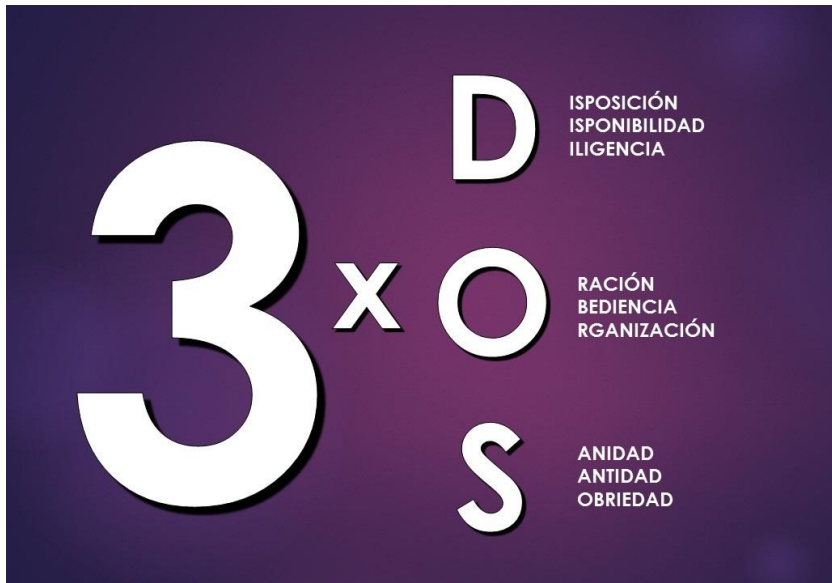 3 x
D
ISPOSICIÓN
ISPONIBILIDAD
ILIGENCIA
O
RACIÓN
BEDIENCIA
RGANIZACIÓN
S
ANIDAD
ANTIDAD
OBRIEDAD